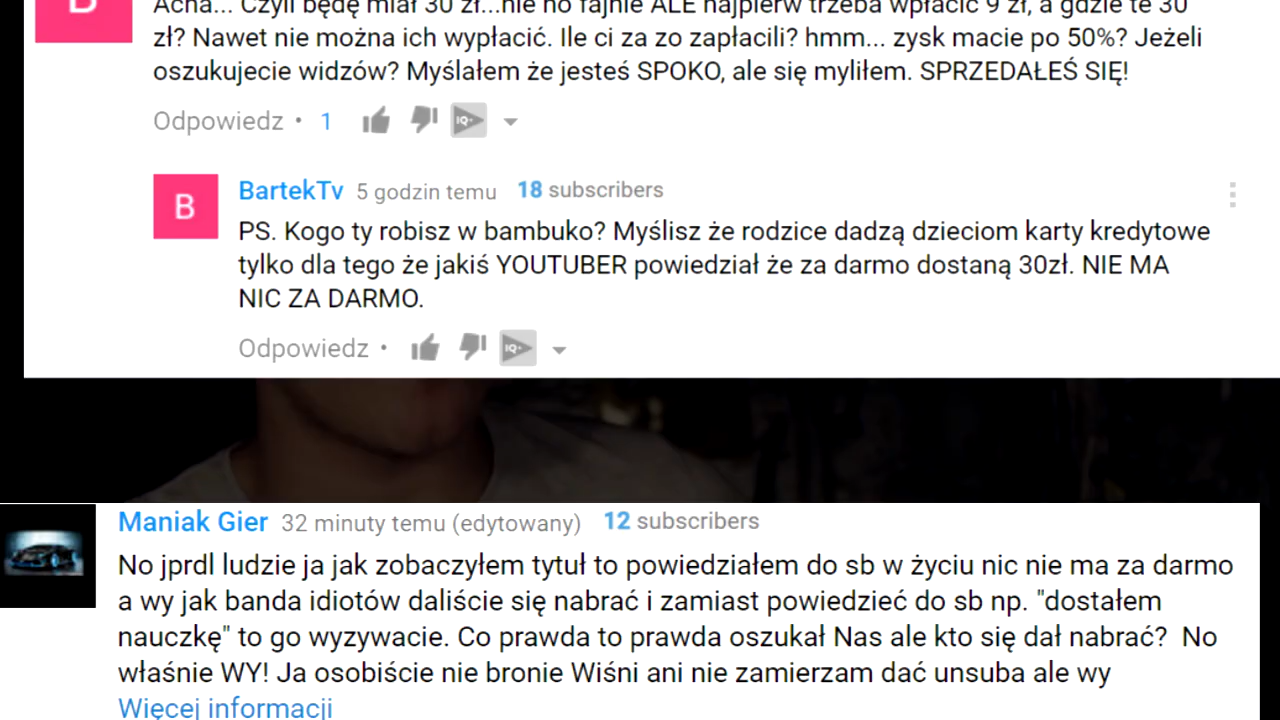 B
Acha... Czyli będę miał 30 zł...nie no fajnie ALE najpierw trzeba wpłacić 9 zł, a gdzie te 30
zł? Nawet nie można ich wypłacić. Ile ci za zo zapłacili? hmm... zysk macie po 50%? Jeżeli
oszukujecie widzów? Myślałem że jesteś SPOKO, ale się myliłem. SPRZEDAŁEŚ SIĘ!
Odpowiedz • 1 IQ+
B
BartekTv 5 godzin temu 18 subscribers
PS. Kogo ty robisz w bambuko? Myślisz że rodzice dadzą dzieciom karty kredytowe
tylko dla tego że jakiś YOUTUBER powiedział że za darmo dostaną 30zł. NIE MA
NIC ZA DARMO.
Odpowiedz • IQ+
Maniak Gier 32 minuty temu (edytowany) 12 subscribers
No jprdl ludzie ja jak zobaczyłem tytuł to powiedziałem do sb w życiu nic nie ma za darmo
a wy jak banda idiotów daliście się nabrać i zamiast powiedzieć do sb np. "dostałem
nauczkę" to go wyzywacie. Co prawda to prawda oszukał Nas ale kto się dał nabrać? No
właśnie WY! Ja osobiście nie bronie Wiśni ani nie zamierzam dać unsuba ale wy
Więcej informacji